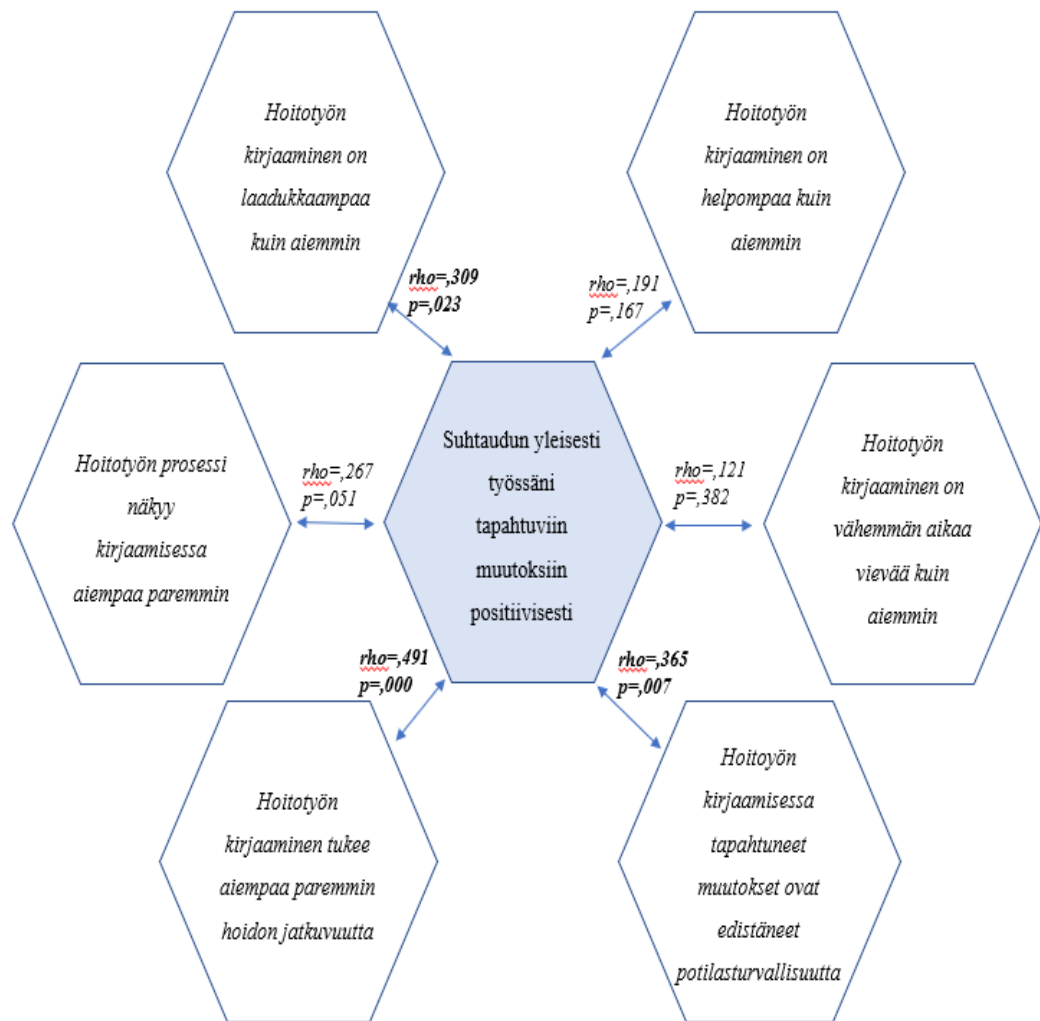 Hoitotyön
kirjaaminen on
laadukkaampaa
kuin aiemmin
Hoitotyön
kirjaaminen on
helpompaa kuin
aiemmin
rho=,309
p=,023
rho=,191
p=,167
Hoitotyön prosessi
näkyy
kirjaamisessa
aiempaa paremmin
rho=,267
p=,051
Suhtaudun yleisesti
työssäni
tapahtuviin
muutoksiin
positiivisesti
rho=,121
p=,382
Hoitotyön
kirjaaminen on
vähemmän aikaa
vievää kuin
aiemmin
rho=,491
p=,000
rho=,365
p=,007
Hoitotyön
kirjaaminen tukee
aiempaa paremmin
hoidon jatkuvuutta
Hoitoyön
kirjaamisessa
tapahtuneet
muutokset ovat
edistäneet
potilasturvallisuutta